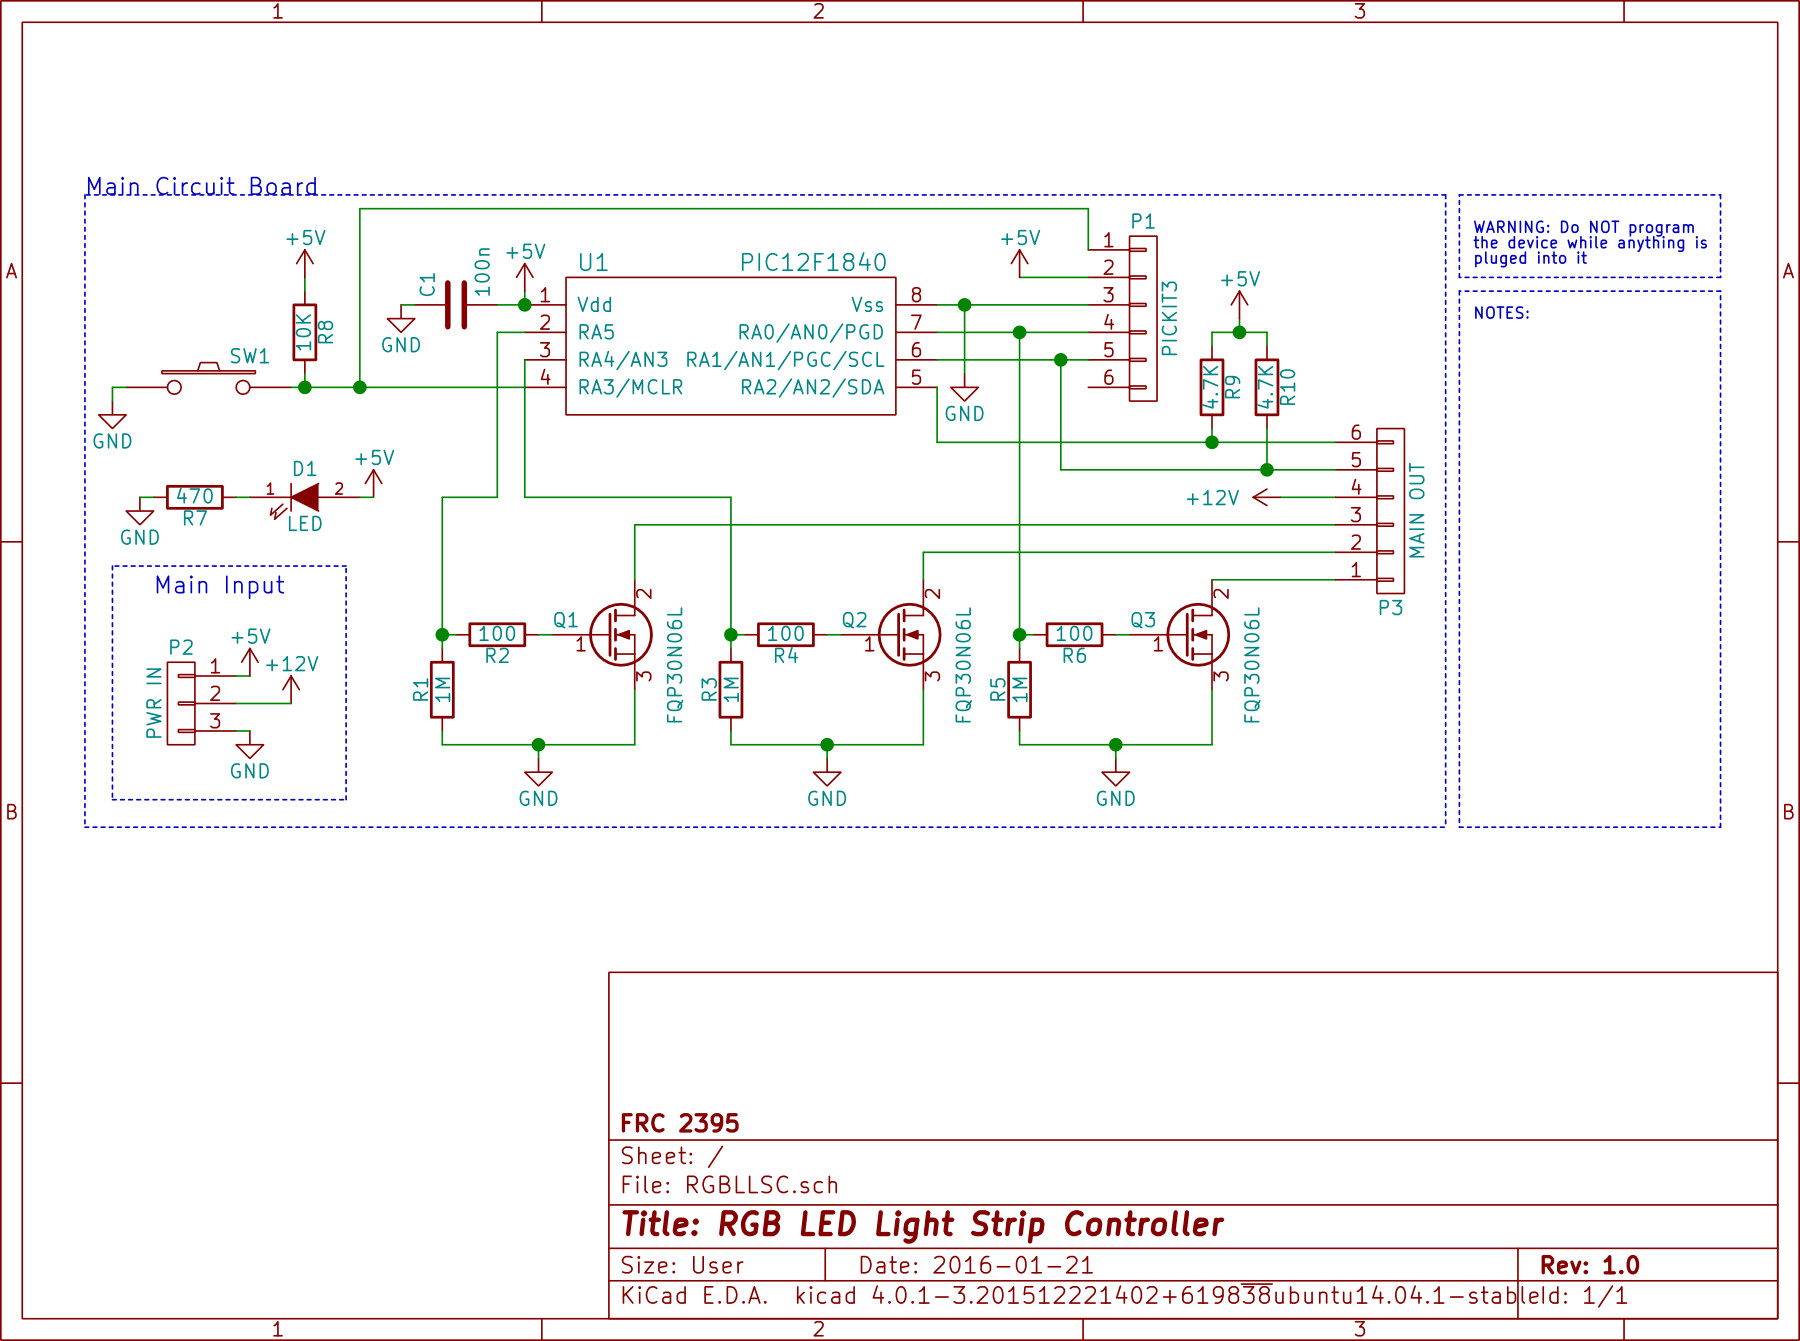 1 2 3
A A
B B
Main Circuit Board
WARNING: Do NOT program
the device while anything is
pluged into it
NOTES:
+5V
10K
R8
SW1
GND
C1
100n
+5V
GND
U1 PIC12F1840
1 Vdd Vss 8
2 RA5 RA0/AN0/PGD 7
3 RA4/AN3 RA1/AN1/PGC/SCL 6
4 RA3/MCLR RA2/AN2/SDA 5
GND
+5V
P1
1
2
3
4
5
6
PICKIT3
+5V
4.7K
R9
4.7K
R10
6
5
+12V 4
3
2
1
MAIN OUT
P3
D1
+5V
470 1 2
R7 LED
GND
Main Input
P2
+5V
+12V
PWR IN
1
2
3
GND
100
R2
R1
1M
Q1
1
2
3
FQP30N06L
GND
100
R4
R3
1M
Q2
1
2
3
FQP30N06L
GND
100
R6
R5
1M
Q3
1
2
3
FQP30N06L
GND
FRC 2395
Sheet: /
File: RGBLLSC.sch
Title: RGB LED Light Strip Controller
Size: User Date: 2016-01-21 Rev: 1.0
KiCad E.D.A. kicad 4.0.1-3.201512221402+619838ubuntu14.04.1-stable Id: 1/1
1 2 3